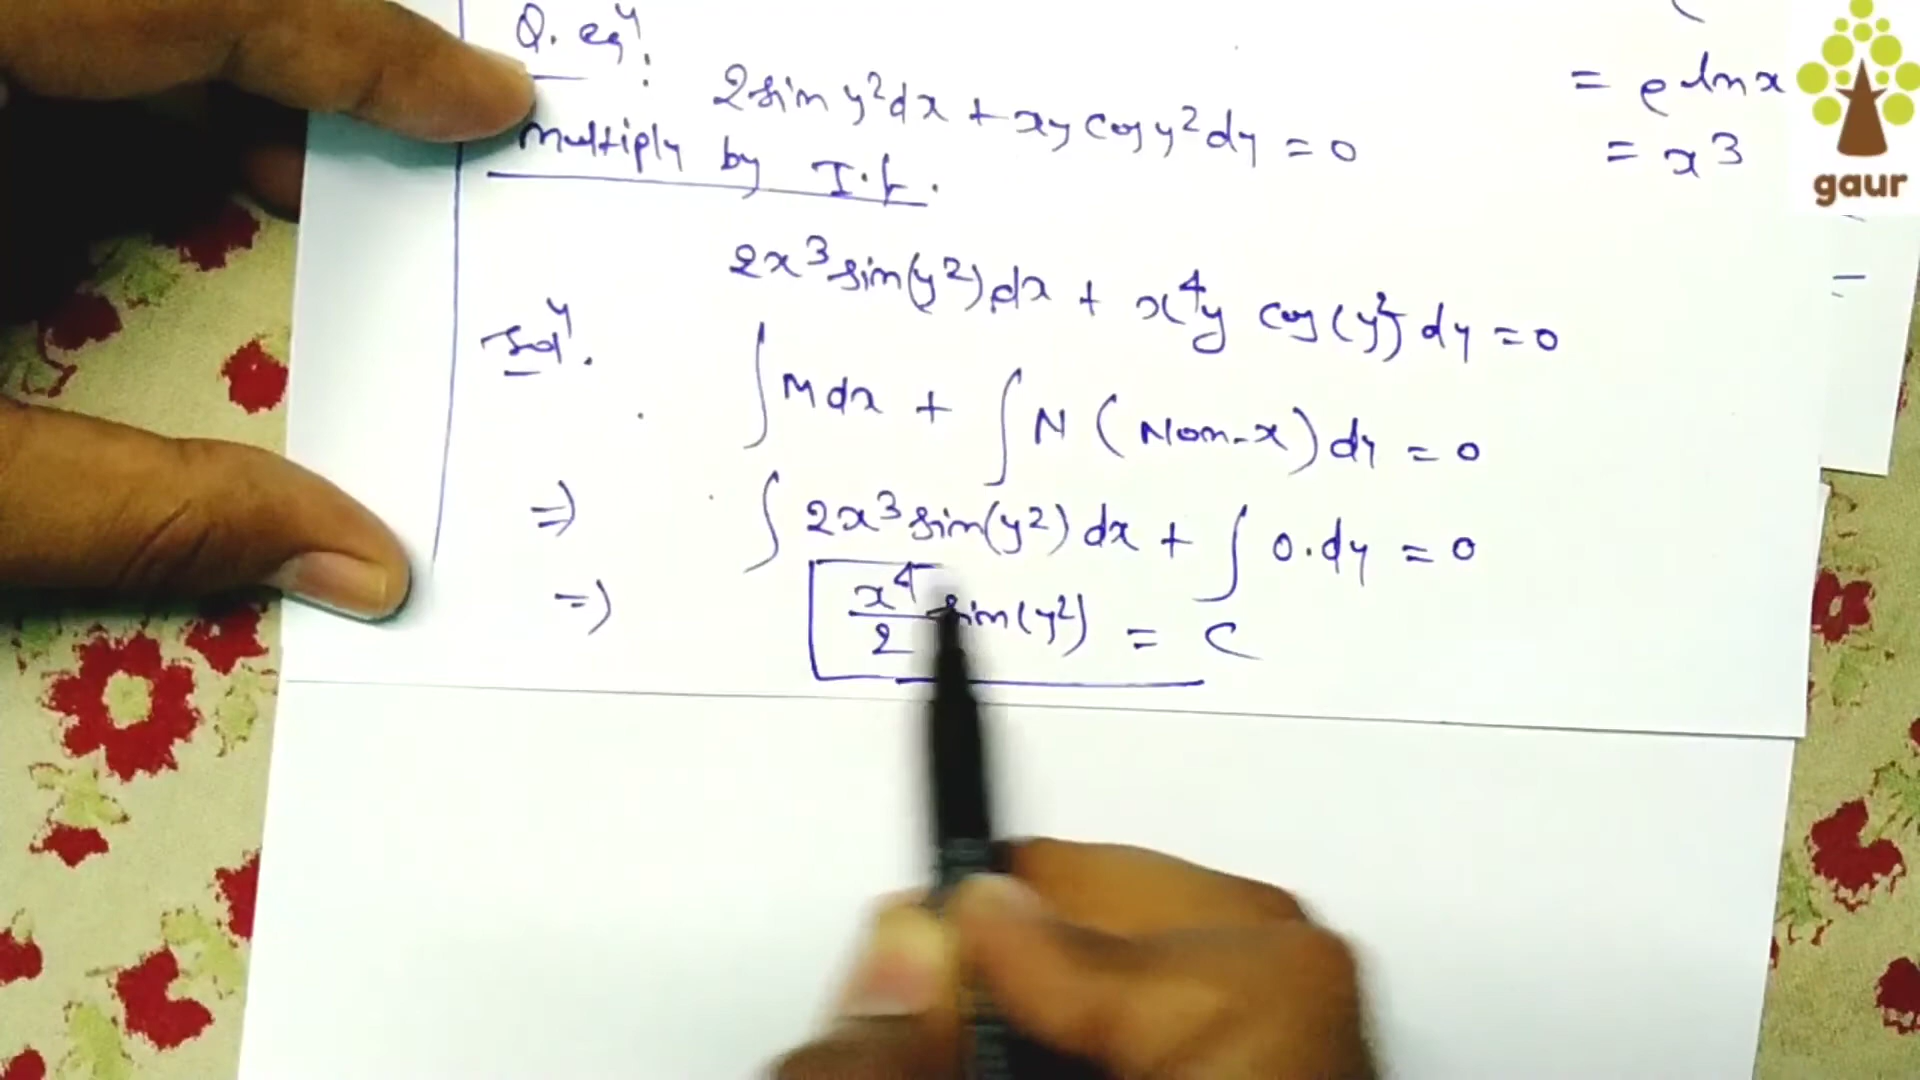 Q. eqⁿ:
2 sin y² dx + xy cos y² dy = 0
Multiply by I.F.
= e^ln x
= x³
gaur
2x³ sin(y²) dx + x⁴y cos(y²) dy = 0
Solⁿ.
∫ M dx + ∫ N (Non-x) dy = 0
=> ∫ 2x³ sin(y²) dx + ∫ 0.dy = 0
=> x⁴/2 sin(y²) = C